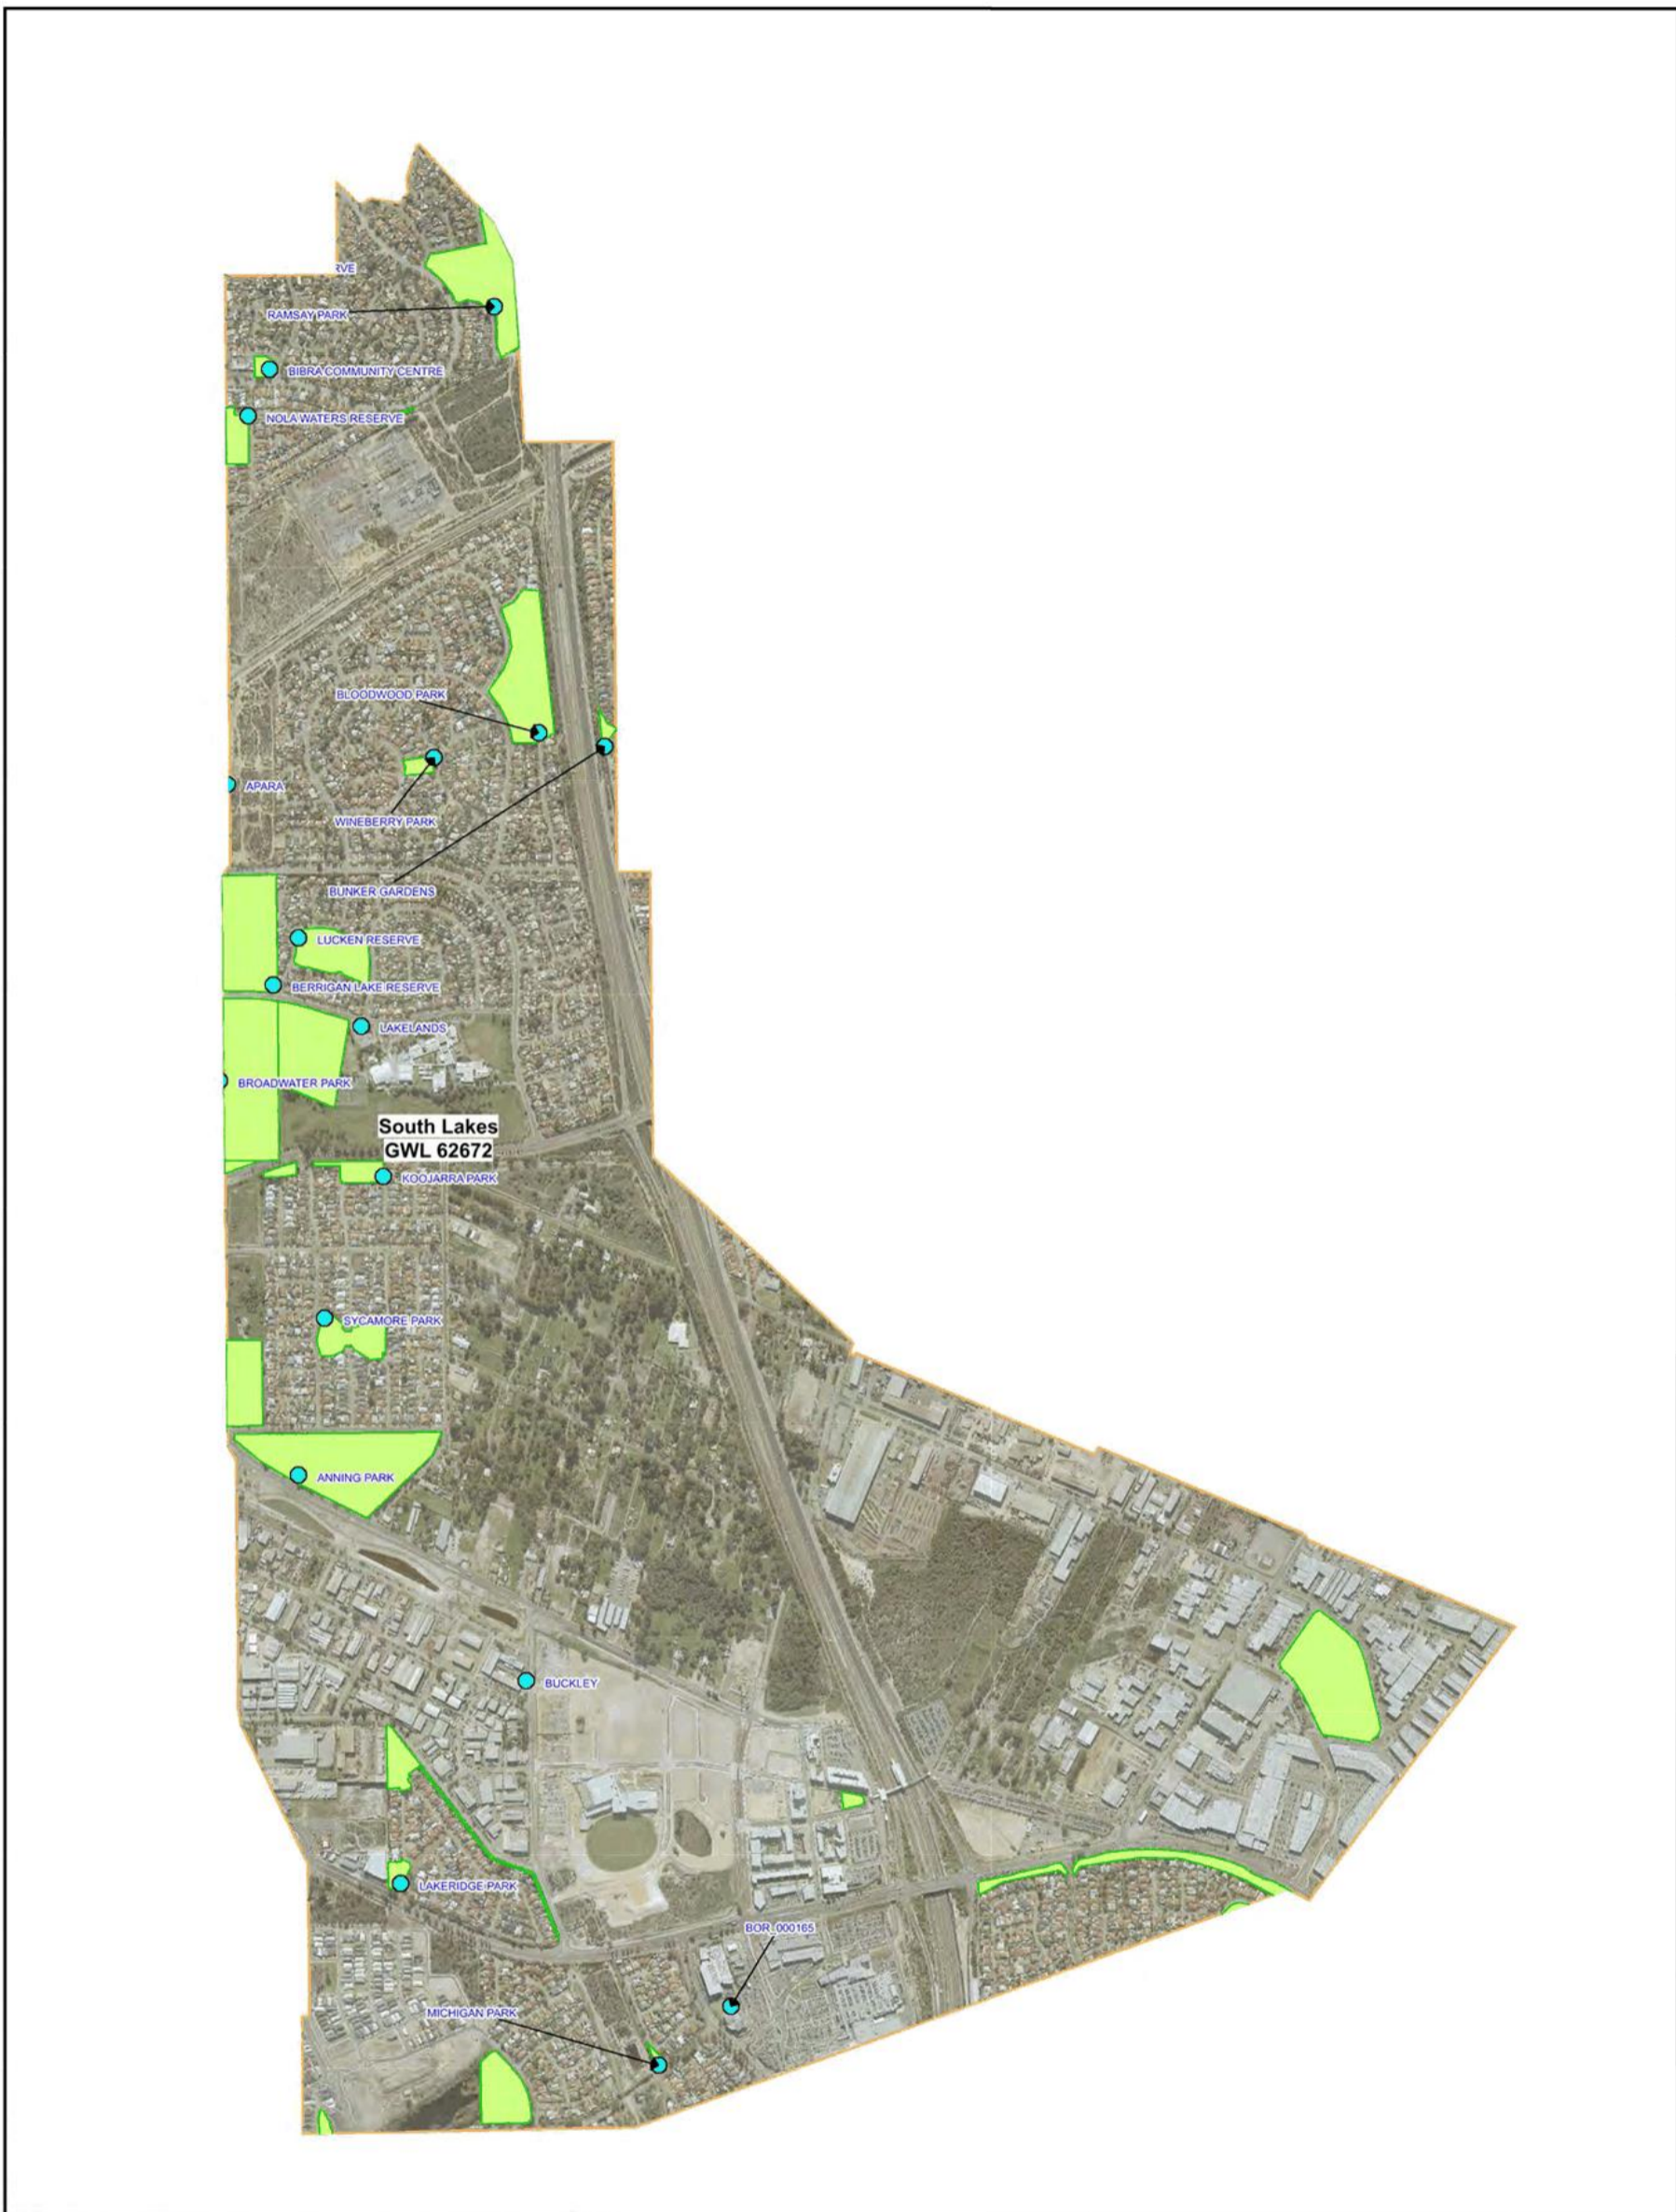 RVE
RAMSAY PARK
BIBRA COMMUNITY CENTRE
NOLA WATERS RESERVE
BLOODWOOD PARK
APARA
WINEBERRY PARK
BUNKER GARDENS
LUCKEN RESERVE
BERRIGAN LAKE RESERVE
LAKELANDS
BROADWATER PARK
South Lakes
GWL 62672
KOOJARRA PARK
SYCAMORE PARK
ANNING PARK
BUCKLEY
LAKERIDGE PARK
BOR_000165
MICHIGAN PARK